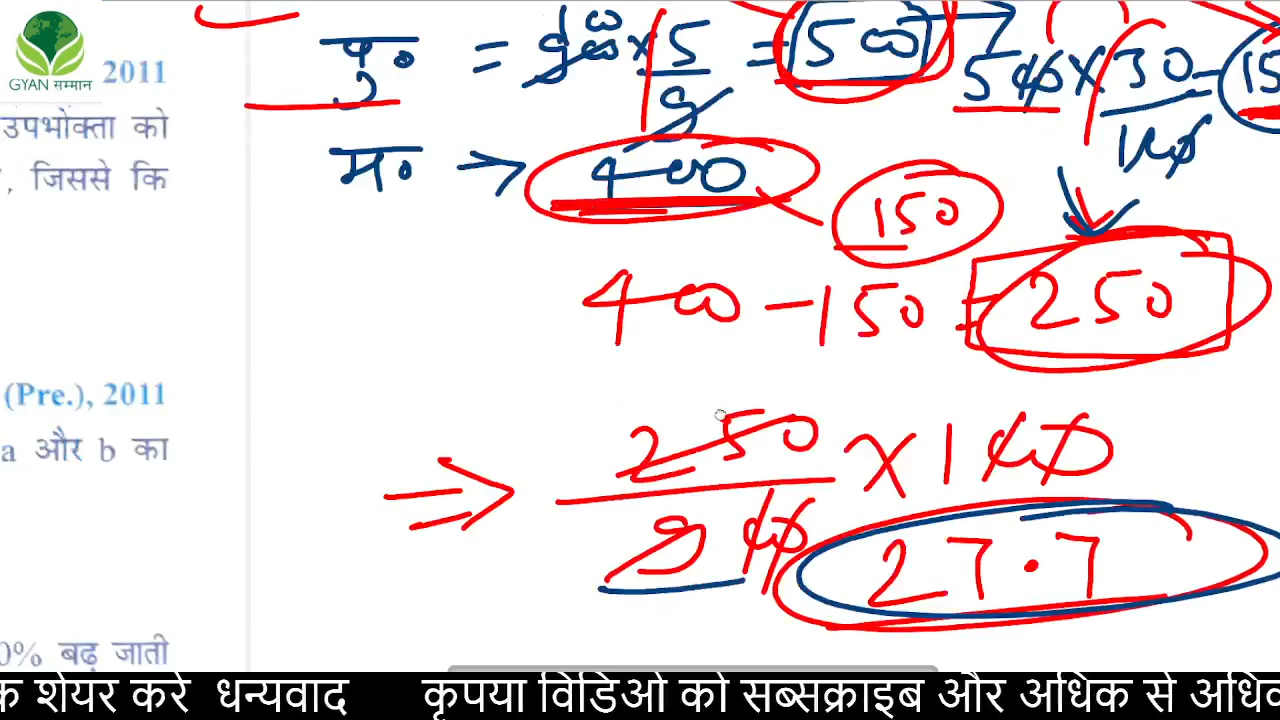 GYAN सम्मान
2011
उपभोक्ता को
, जिससे कि
पु० = 900 × 5/9 = 500
500 × 30/100 = 15
म० → 400
150
400 - 150 = 250
(Pre.), 2011
a और b का
250/900 × 100
27.7
0% बढ़ जाती
क शेयर करे धन्यवाद कृपया विडिओ को सब्सक्राइब और अधिक से अधिक